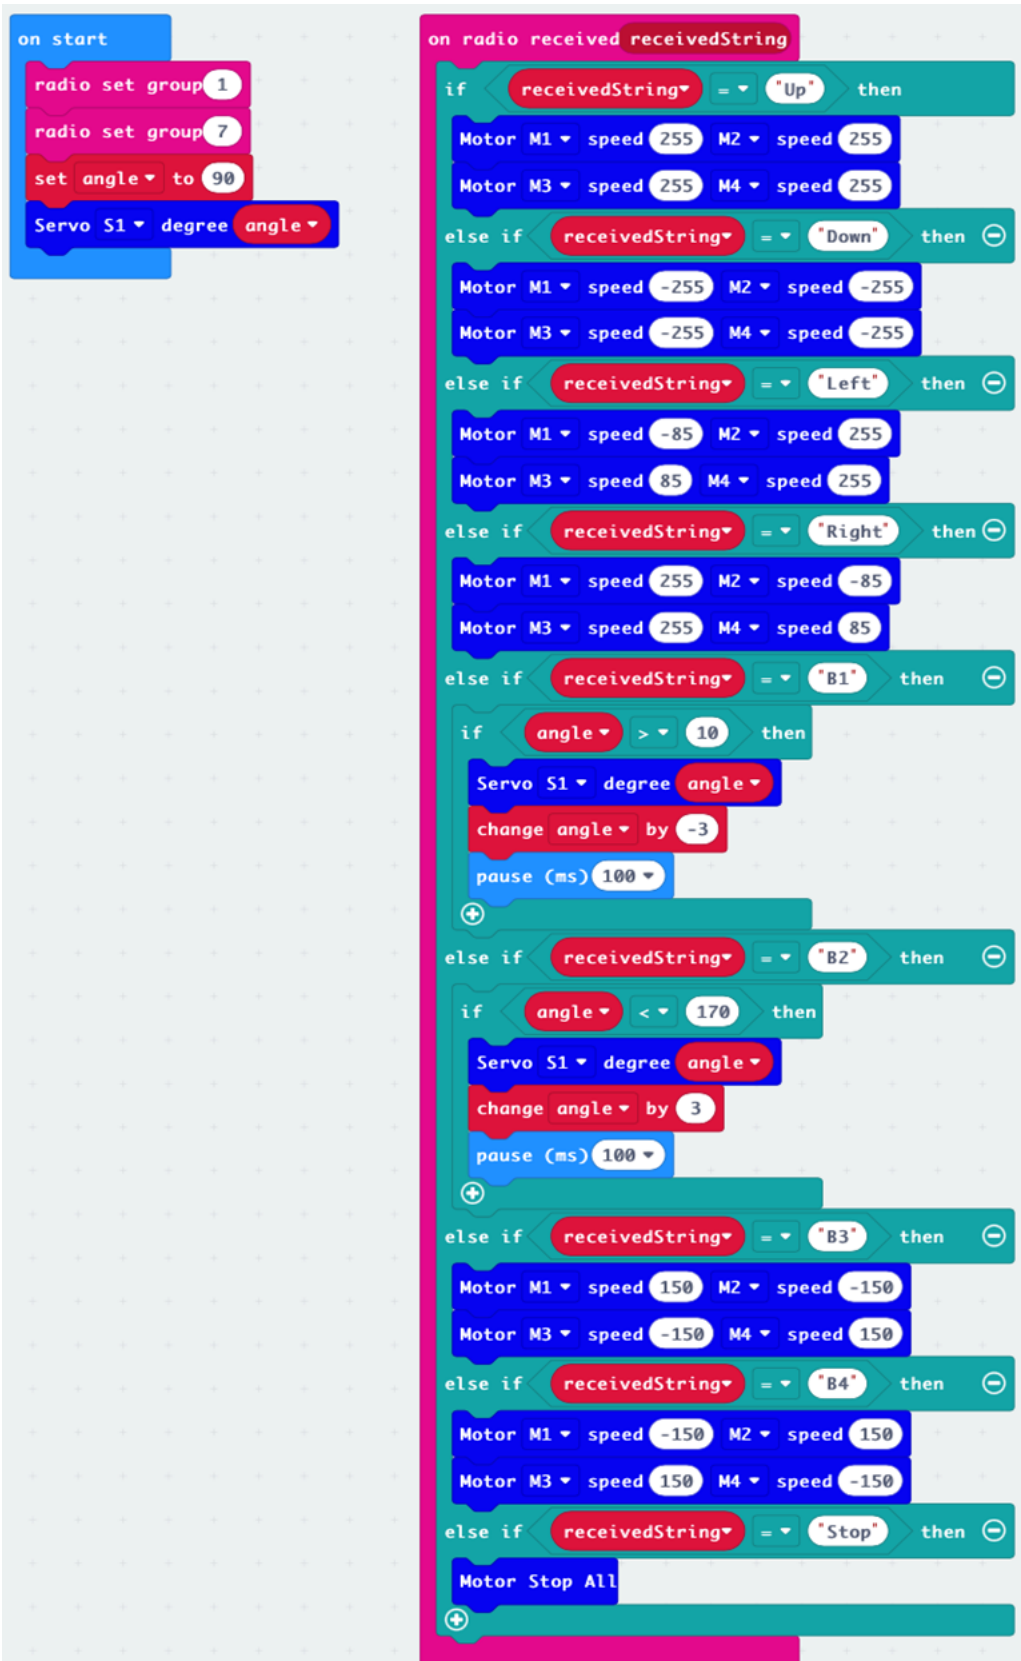 on start
radio set group 1
radio set group 7
set angle to 90
Servo S1 degree angle
on radio received receivedString
if receivedString = "Up" then
Motor M1 speed 255 M2 speed 255
Motor M3 speed 255 M4 speed 255
else if receivedString = "Down" then
Motor M1 speed -255 M2 speed -255
Motor M3 speed -255 M4 speed -255
else if receivedString = "Left" then
Motor M1 speed -85 M2 speed 255
Motor M3 speed 85 M4 speed 255
else if receivedString = "Right" then
Motor M1 speed 255 M2 speed -85
Motor M3 speed 255 M4 speed 85
else if receivedString = "B1" then
if angle > 10 then
Servo S1 degree angle
change angle by -3
pause (ms) 100
else if receivedString = "B2" then
if angle < 170 then
Servo S1 degree angle
change angle by 3
pause (ms) 100
else if receivedString = "B3" then
Motor M1 speed 150 M2 speed -150
Motor M3 speed -150 M4 speed 150
else if receivedString = "B4" then
Motor M1 speed -150 M2 speed 150
Motor M3 speed 150 M4 speed -150
else if receivedString = "Stop" then
Motor Stop All